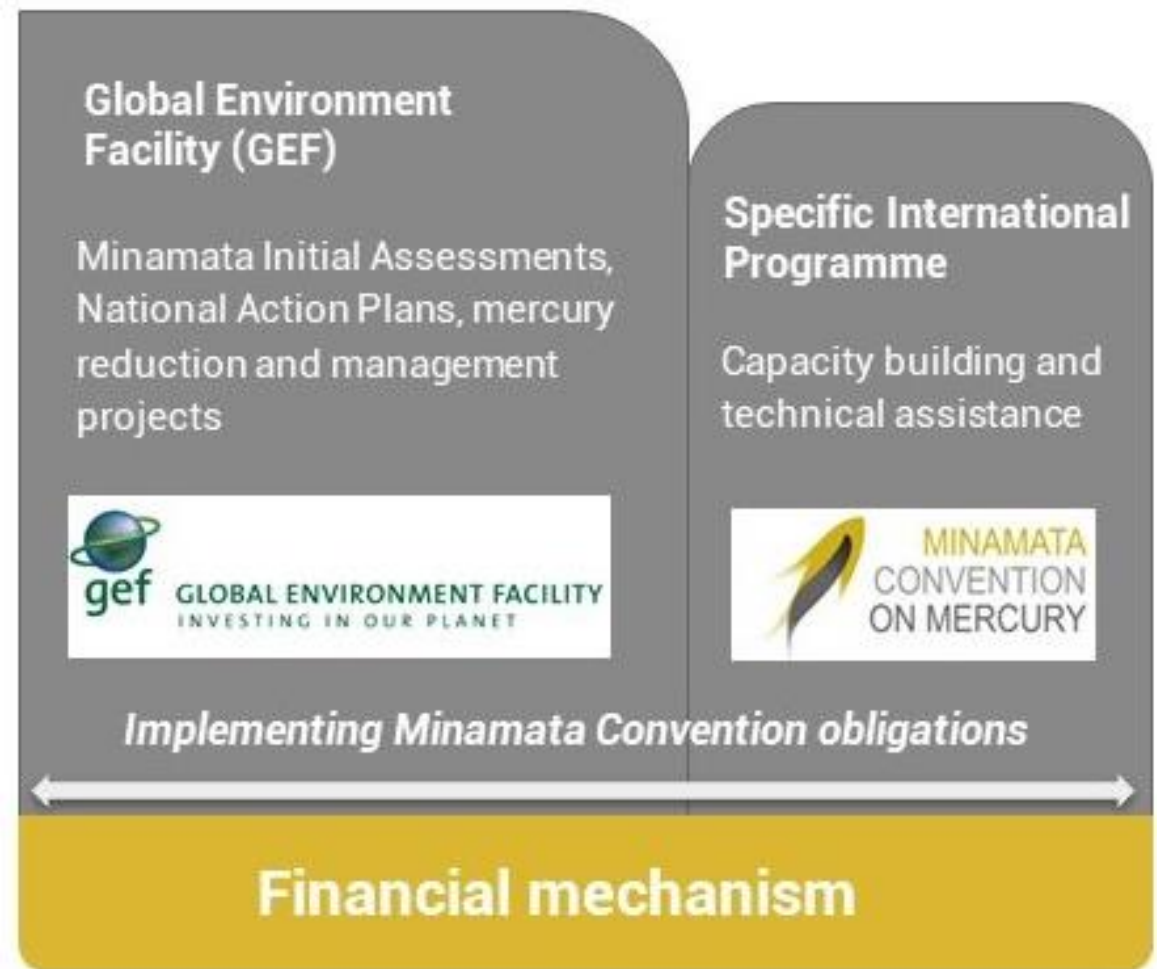 Global Environment
Facility (GEF)
Minamata Initial Assessments,
National Action Plans, mercury
reduction and management
projects
gef
GLOBAL ENVIRONMENT FACILITY
INVESTING IN OUR PLANET
Specific International
Programme
Capacity building and
technical assistance
MINAMATA
CONVENTION
ON MERCURY
Implementing Minamata Convention obligations
Financial mechanism